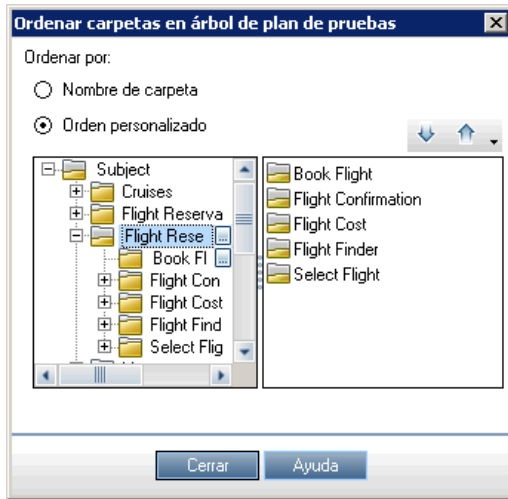 Ordenar carpetas en árbol de plan de pruebas
Ordenar por:
Nombre de carpeta
Orden personalizado
Subject
Cruises
Flight Reserva
Flight Rese ...
Book Fl ...
Flight Con
Flight Cost
Flight Find
Select Flig
Book Flight
Flight Confirmation
Flight Cost
Flight Finder
Select Flight
Cerrar
Ayuda